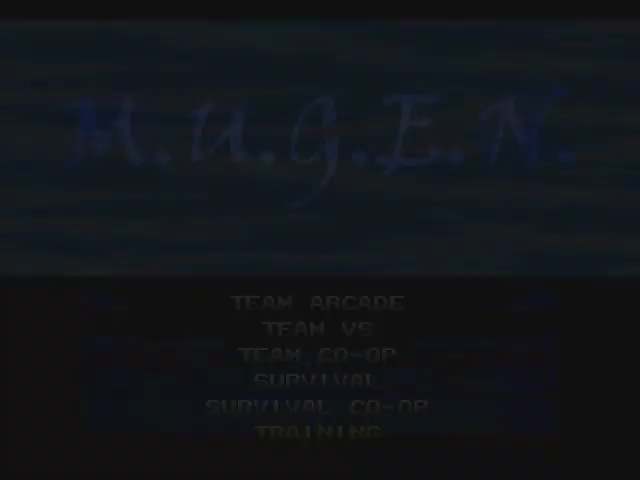 M.U.G.E.N.
TEAM ARCADE
TEAM VS
TEAM CO-OP
SURVIVAL
SURVIVAL CO-OP
TRAINING